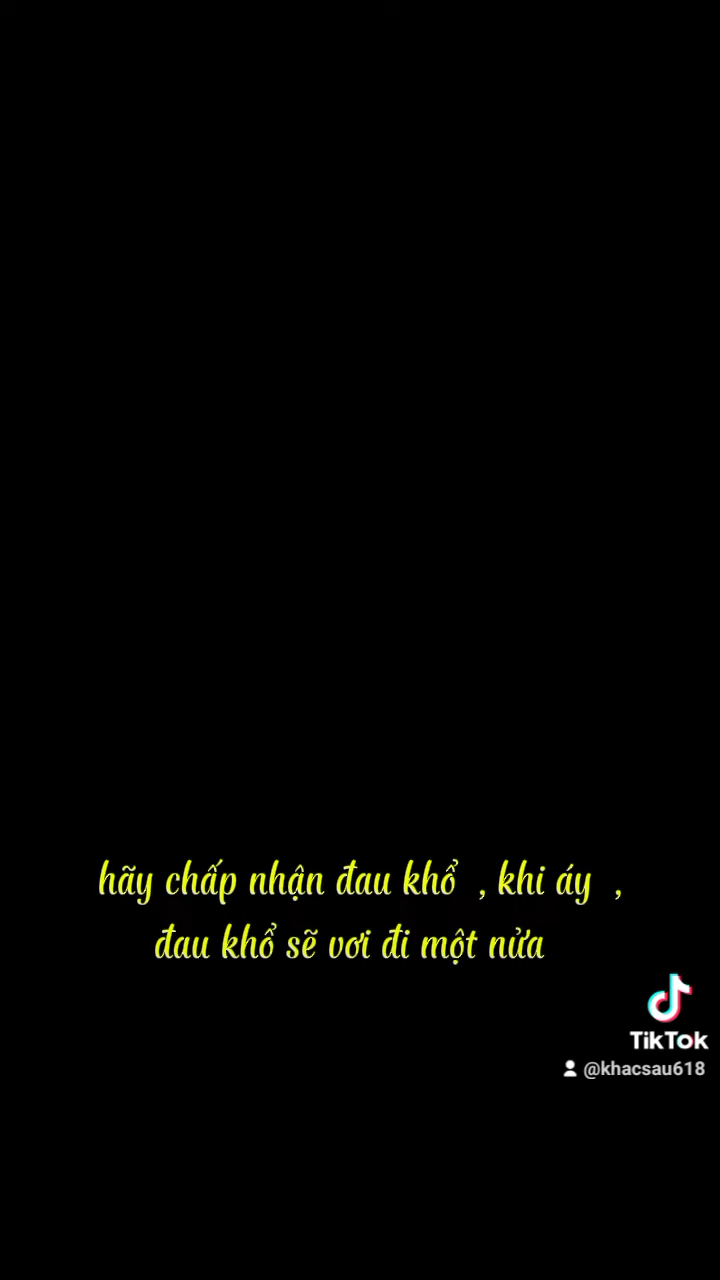 hãy chấp nhận đau khổ , khi áy ,
đau khổ sẽ vơi đi một nửa
TikTok
@khacsau618